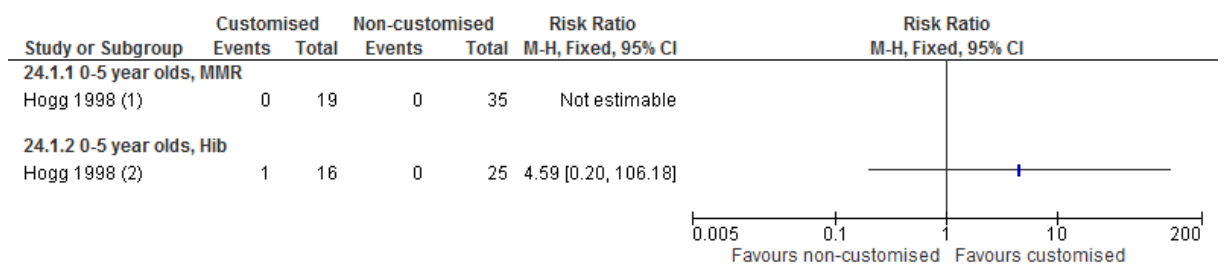 Customised Non-customised Risk Ratio Risk Ratio
Study or Subgroup Events Total Events Total M-H, Fixed, 95% CI M-H, Fixed, 95% CI
24.1.1 0-5 year olds, MMR
Hogg 1998 (1) 0 19 0 35 Not estimable
24.1.2 0-5 year olds, Hib
Hogg 1998 (2) 1 16 0 25 4.59 [0.20, 106.18]
0.005 0.1 1 10 200
Favours non-customised Favours customised